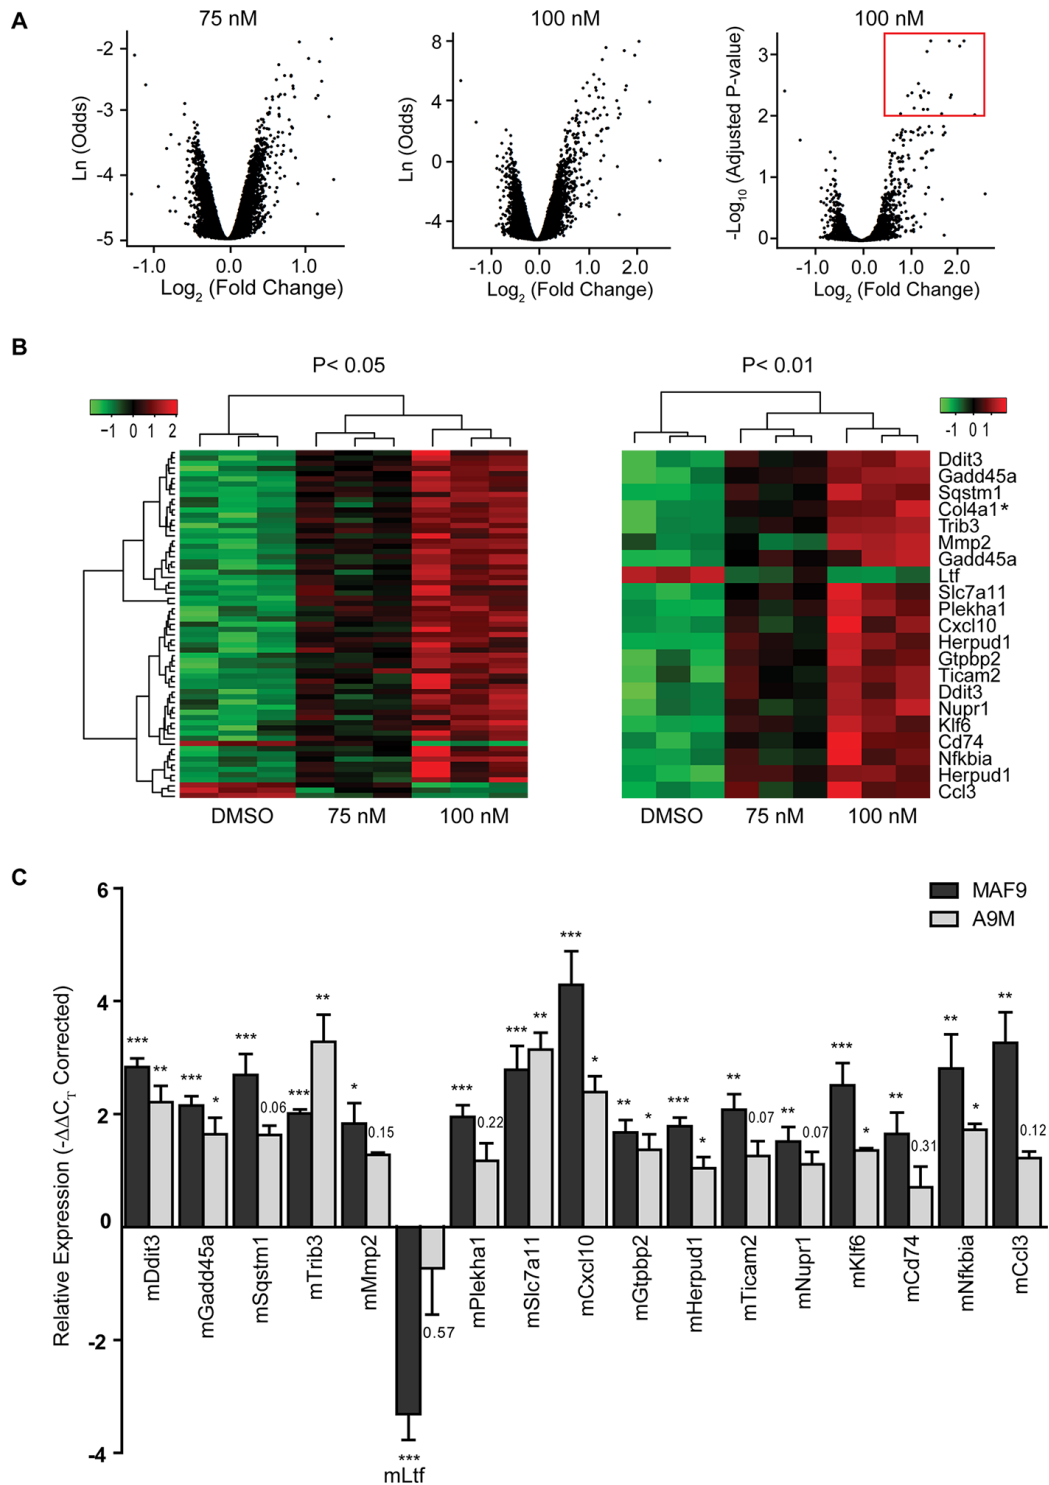 A
75 nM
100 nM
100 nM
Ln (Odds)
-2
-3
-4
-5
-1.0 0.0 1.0
Log2 (Fold Change)
Ln (Odds)
8
4
0
-4
-1.0 0.0 1.0 2.0
Log2 (Fold Change)
-Log10 (Adjusted P-value)
3
2
1
0
-1.0 0.0 1.0 2.0
Log2 (Fold Change)
B
P< 0.05
−1 0 1 2
DMSO 75 nM 100 nM
P< 0.01
-1 0 1
Ddit3
Gadd45a
Sqstm1
Col4a1*
Trib3
Mmp2
Gadd45a
Ltf
Slc7a11
Plekha1
Cxcl10
Herpud1
Gtpbp2
Ticam2
Ddit3
Nupr1
Klf6
Cd74
Nfkbia
Herpud1
Ccl3
DMSO 75 nM 100 nM
C
Relative Expression (-ΔΔCT Corrected)
6
4
2
0
-2
-4
MAF9
A9M
*** ** *** * *** 0.06 *** ** * 0.15 *** 0.57 *** 0.22 *** ** *** * ** * *** * ** 0.07 ** 0.07 *** * ** 0.31 ** * ** 0.12
mDdit3
mGadd45a
mSqstm1
mTrib3
mMmp2
mLtf
mPlekha1
mSlc7a11
mCxcl10
mGtpbp2
mHerpud1
mTicam2
mNupr1
mKlf6
mCd74
mNfkbia
mCcl3